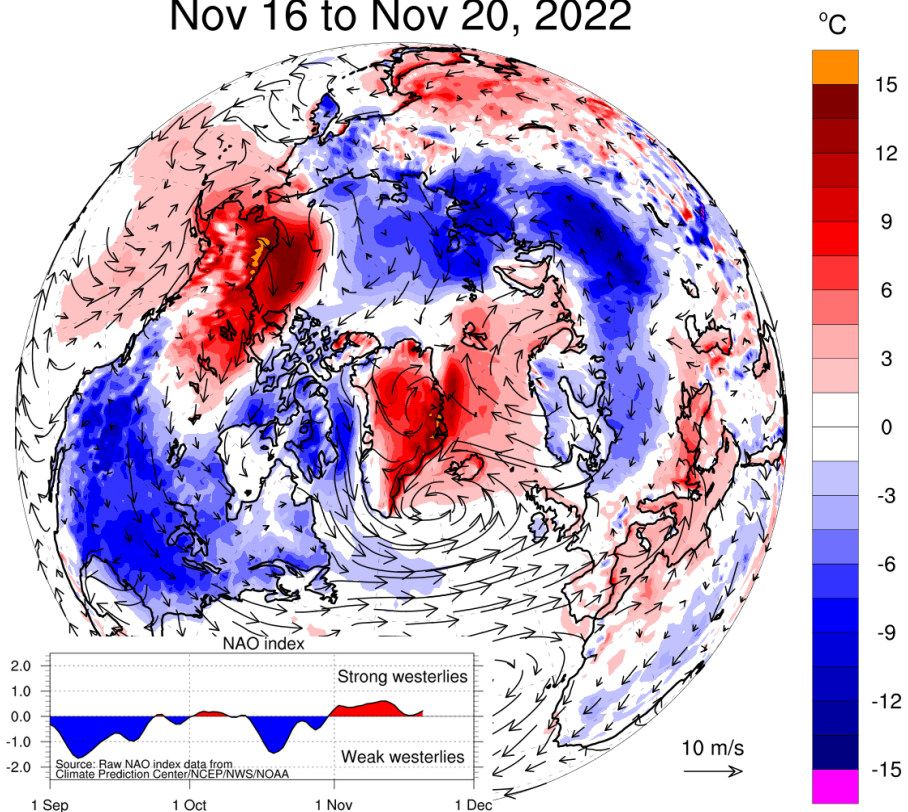 Nov 16 to Nov 20, 2022
°C
15
12
9
6
3
0
-3
-6
-9
-12
-15
NAO index
2.0
1.0
0.0
-1.0
-2.0
Strong westerlies
Weak westerlies
Source: Raw NAO index data from
Climate Prediction Center/NCEP/NWS/NOAA
1 Sep 1 Oct 1 Nov 1 Dec
10 m/s